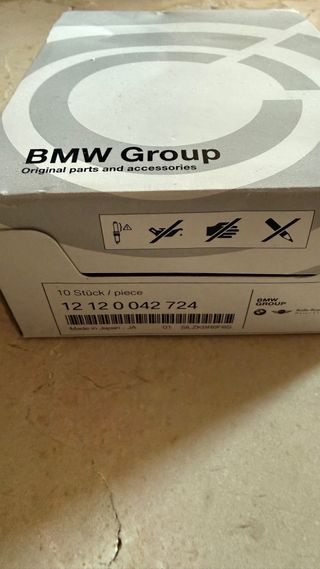 BMW Group
Original parts and accessories
10 Stück / piece
12 12 0 042 724
Made in Japan - JA 01
BMW
GROUP